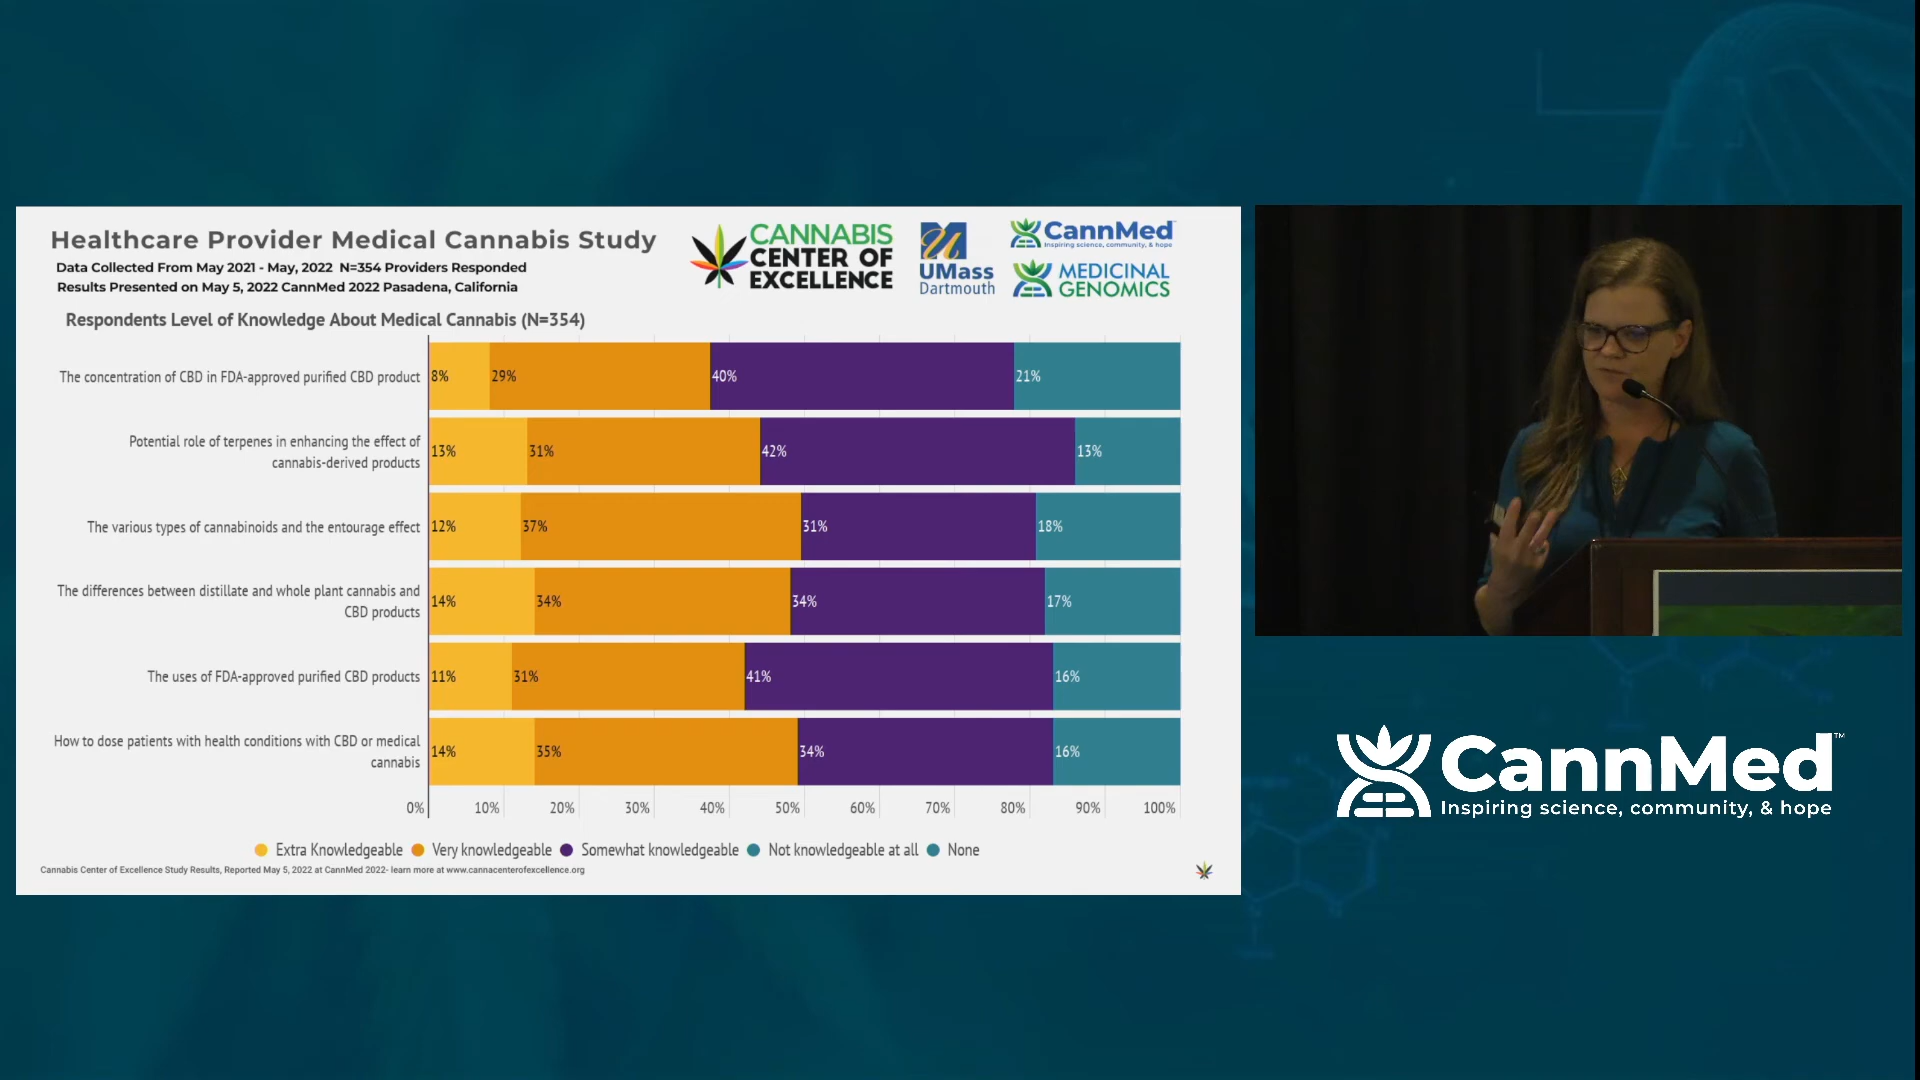 Healthcare Provider Medical Cannabis Study
Data Collected From May 2021 - May, 2022 N=354 Providers Responded
Results Presented on May 5, 2022 CannMed 2022 Pasadena, California
CANNABIS
CENTER OF
EXCELLENCE
UMass
Dartmouth
CannMed
Inspiring science, community, & hope
MEDICINAL
GENOMICS
Respondents Level of Knowledge About Medical Cannabis (N=354)
The concentration of CBD in FDA-approved purified CBD product
8% 29% 40% 21%
Potential role of terpenes in enhancing the effect of
cannabis-derived products
13% 31% 42% 13%
The various types of cannabinoids and the entourage effect
12% 37% 31% 18%
The differences between distillate and whole plant cannabis and
CBD products
14% 34% 34% 17%
The uses of FDA-approved purified CBD products
11% 31% 41% 16%
How to dose patients with health conditions with CBD or medical
cannabis
14% 35% 34% 16%
0% 10% 20% 30% 40% 50% 60% 70% 80% 90% 100%
Extra Knowledgeable Very knowledgeable Somewhat knowledgeable Not knowledgeable at all None
Cannabis Center of Excellence Study Results, Reported May 5, 2022 at CannMed 2022- learn more at www.cannacenterofexcellence.org
CannMed™
Inspiring science, community, & hope